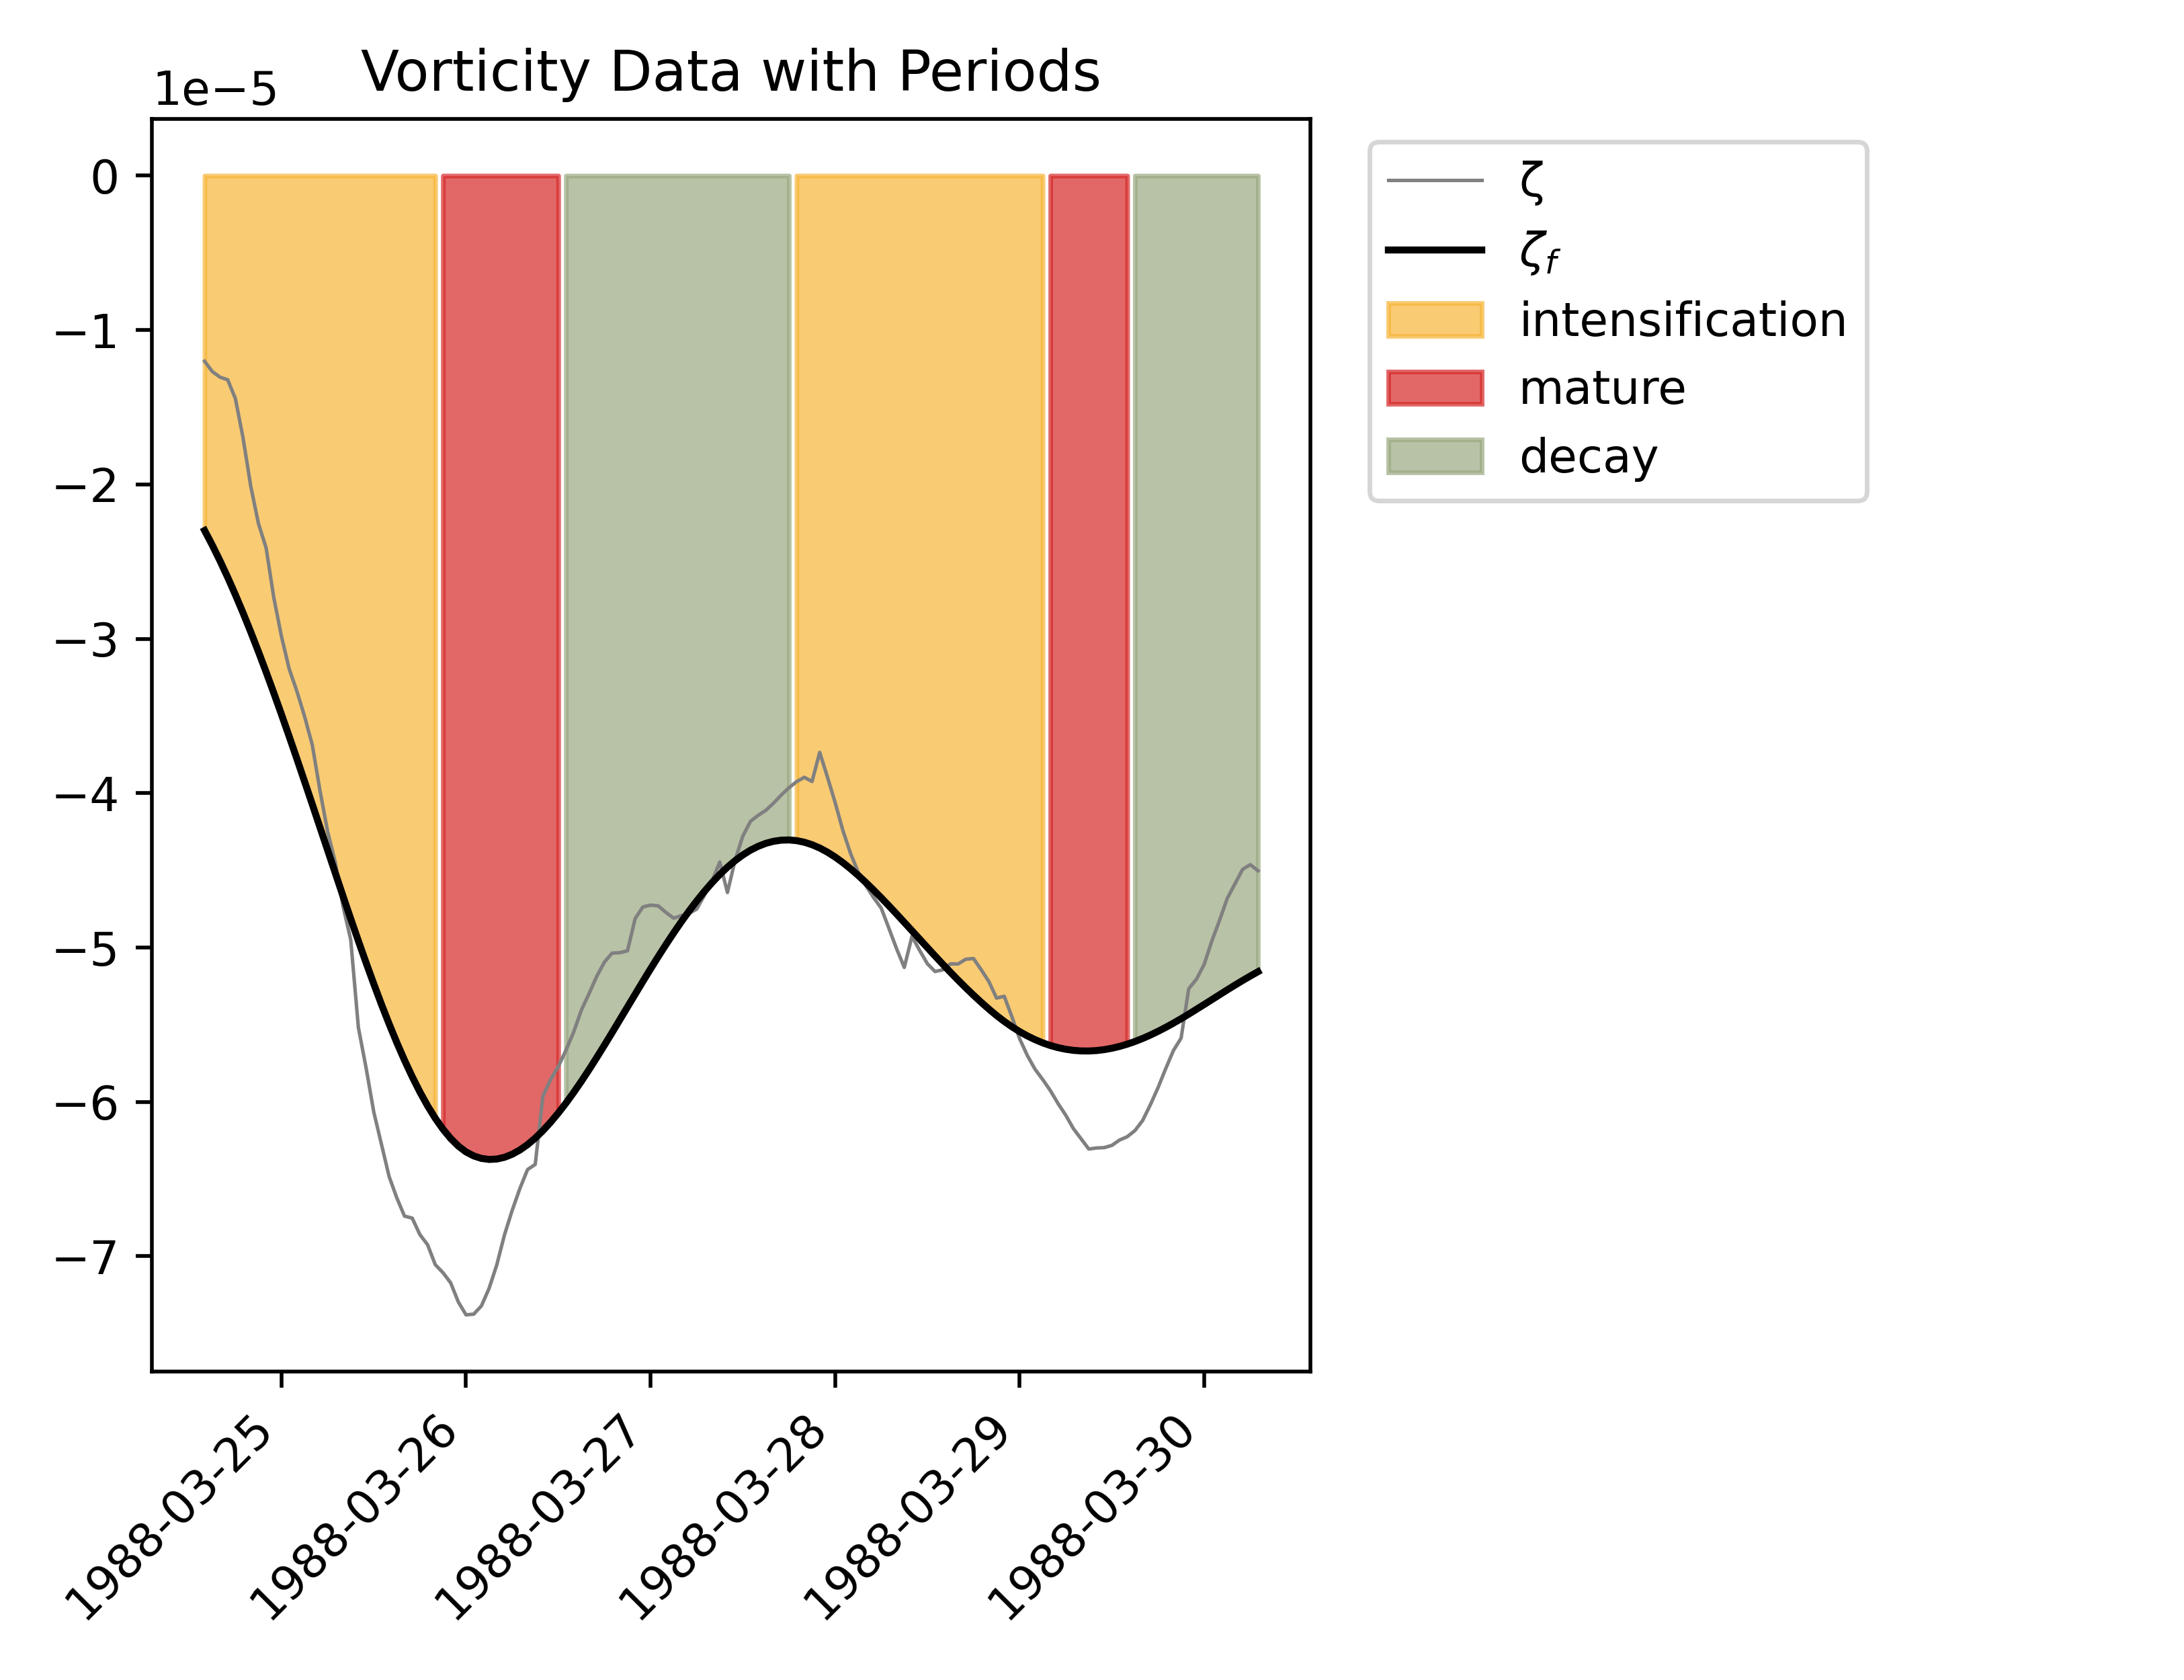 Vorticity Data with Periods
1e−5
0
−1
−2
−3
−4
−5
−6
−7
1988-03-25
1988-03-26
1988-03-27
1988-03-28
1988-03-29
1988-03-30
ζ
ζf
intensification
mature
decay